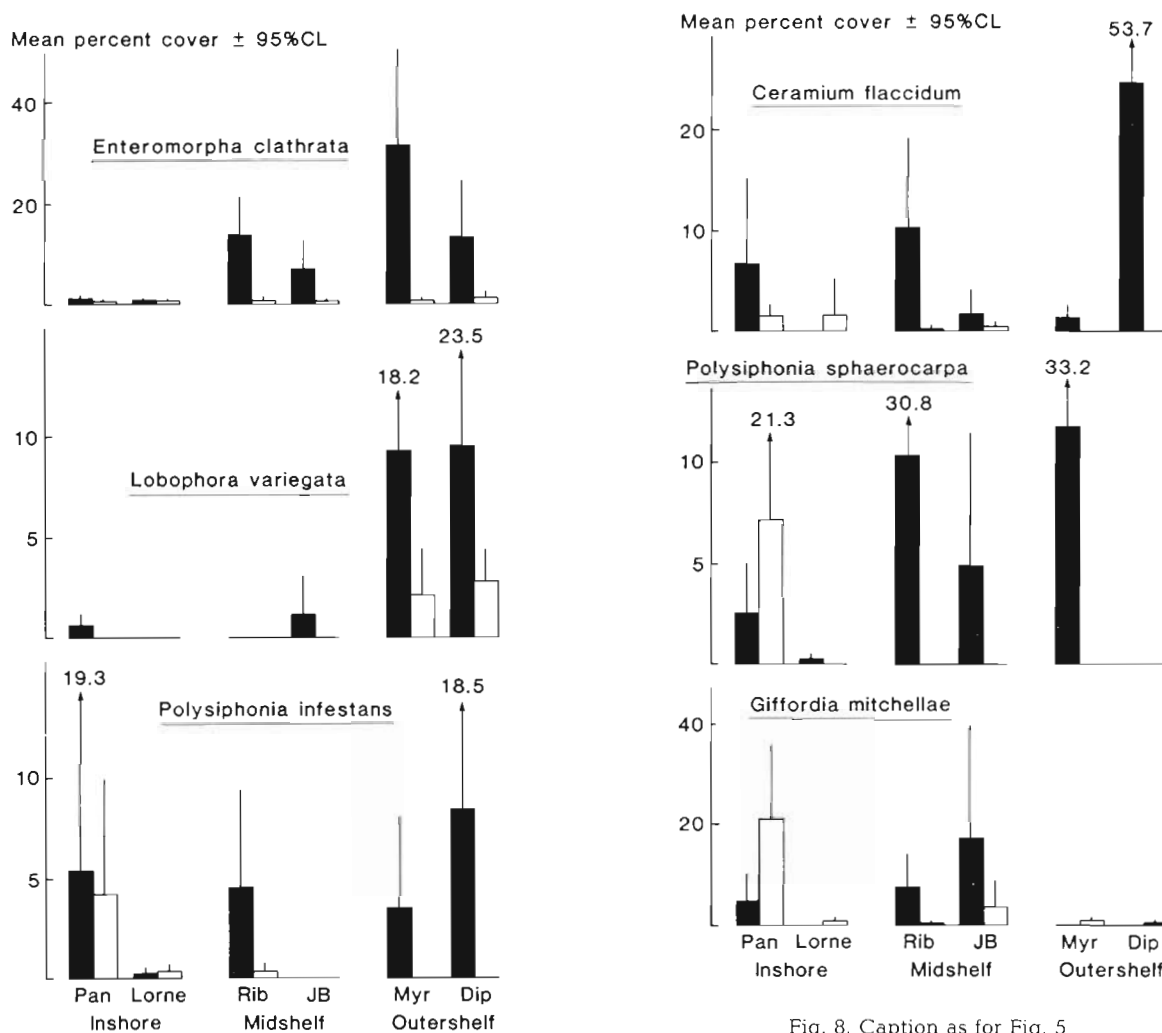 Mean percent cover ± 95%CL
40
20
Enteromorpha clathrata
10
5
Lobophora variegata
18.2
23.5
10
5
19.3
Polysiphonia infestans
18.5
Pan Lorne Rib JB Myr Dip
Inshore Midshelf Outershelf
Mean percent cover ± 95%CL
53.7
20
10
Ceramium flaccidum
Polysiphonia sphaerocarpa
33.2
21.3
30.8
10
5
Giffordia mitchellae
40
20
Pan Lorne Rib JB Myr Dip
Inshore Midshelf Outershelf
Fig. 8. Caption as for Fig. 5